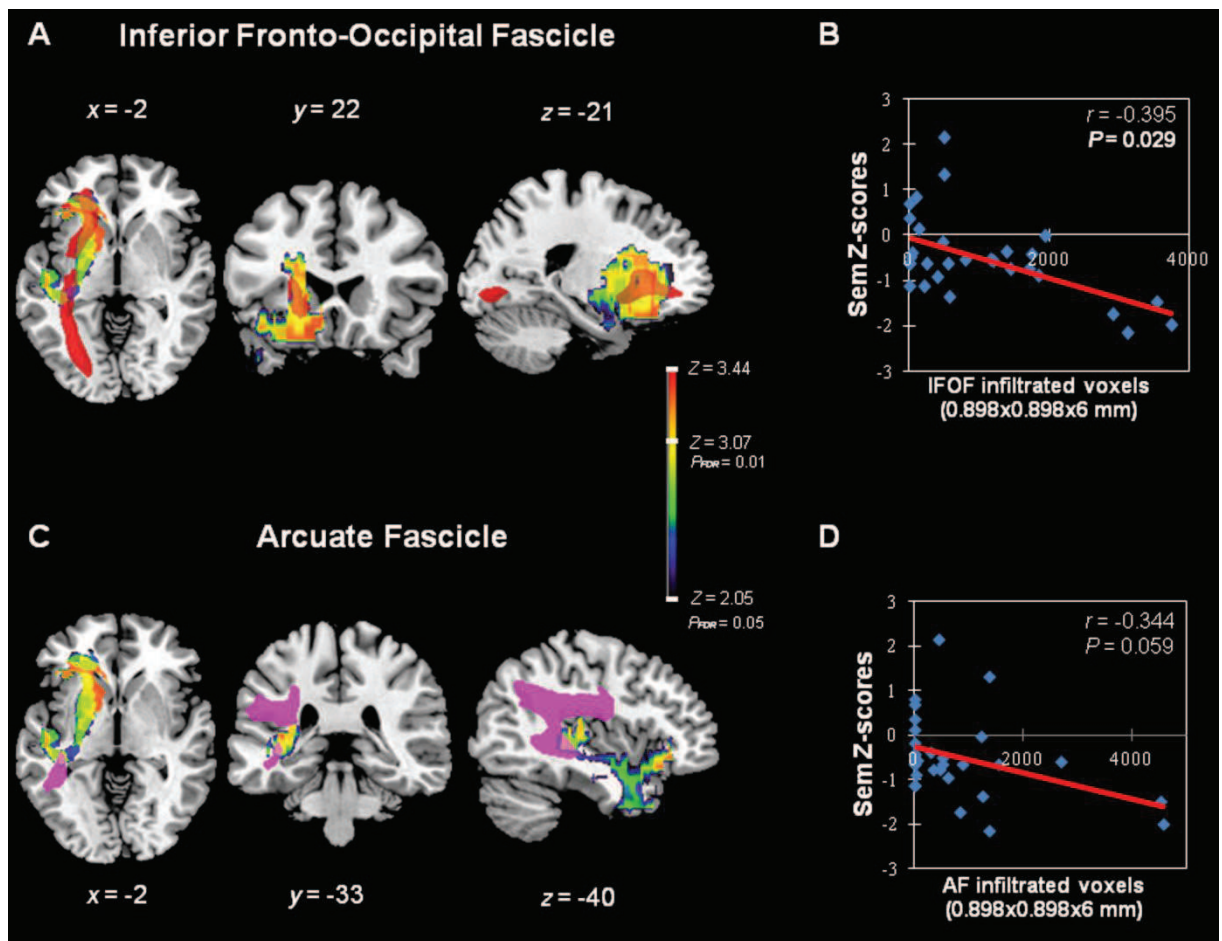 A Inferior Fronto-Occipital Fascicle
x = -2 y = 22 z = -21
Z = 3.44
Z = 3.07
PFDR = 0.01
Z = 2.05
PFDR = 0.05
B
r = -0.395
P = 0.029
3
2
1
0
-1
-2
-3
0 2000 4000
Sem Z-scores
IFOF infiltrated voxels
(0.898x0.898x6 mm)
C Arcuate Fascicle
x = -2 y = -33 z = -40
D
r = -0.344
P = 0.059
3
2
1
0
-1
-2
-3
0 2000 4000
Sem Z-scores
AF infiltrated voxels
(0.898x0.898x6 mm)